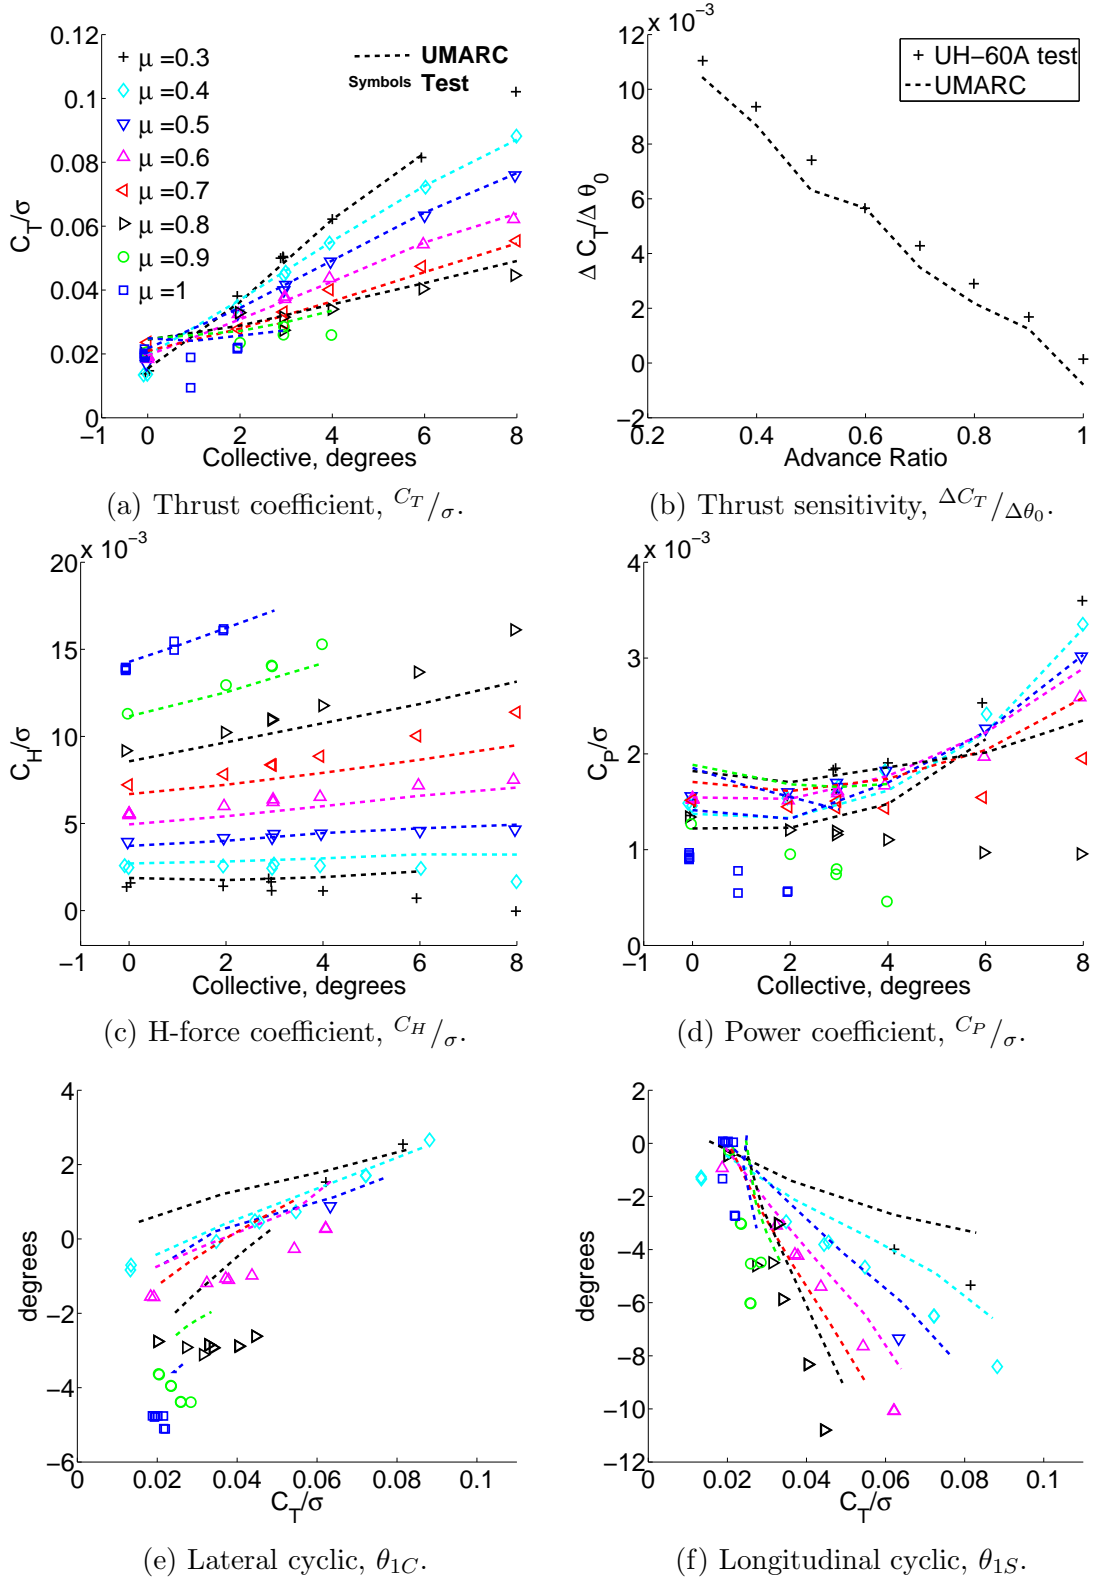 0.12
0.1
0.08
0.06
0.04
0.02
0
C_T/σ
μ =0.3
μ =0.4
μ =0.5
μ =0.6
μ =0.7
μ =0.8
μ =0.9
μ =1
UMARC
Symbols Test
−1 0 2 4 6 8
Collective, degrees
(a) Thrust coefficient, C_T/σ.
x 10^−3
12
10
8
6
4
2
0
−2
Δ C_T/Δ θ_0
UH−60A test
UMARC
0.2 0.4 0.6 0.8 1
Advance Ratio
(b) Thrust sensitivity, ΔC_T/Δθ_0.
x 10^−3
20
15
10
5
0
C_H/σ
−1 0 2 4 6 8
Collective, degrees
(c) H-force coefficient, C_H/σ.
x 10^−3
4
3
2
1
0
C_P/σ
−1 0 2 4 6 8
Collective, degrees
(d) Power coefficient, C_P/σ.
4
2
0
−2
−4
−6
degrees
0 0.02 0.04 0.06 0.08 0.1
C_T/σ
(e) Lateral cyclic, θ_1C.
2
0
−2
−4
−6
−8
−10
−12
degrees
0 0.02 0.04 0.06 0.08 0.1
C_T/σ
(f) Longitudinal cyclic, θ_1S.